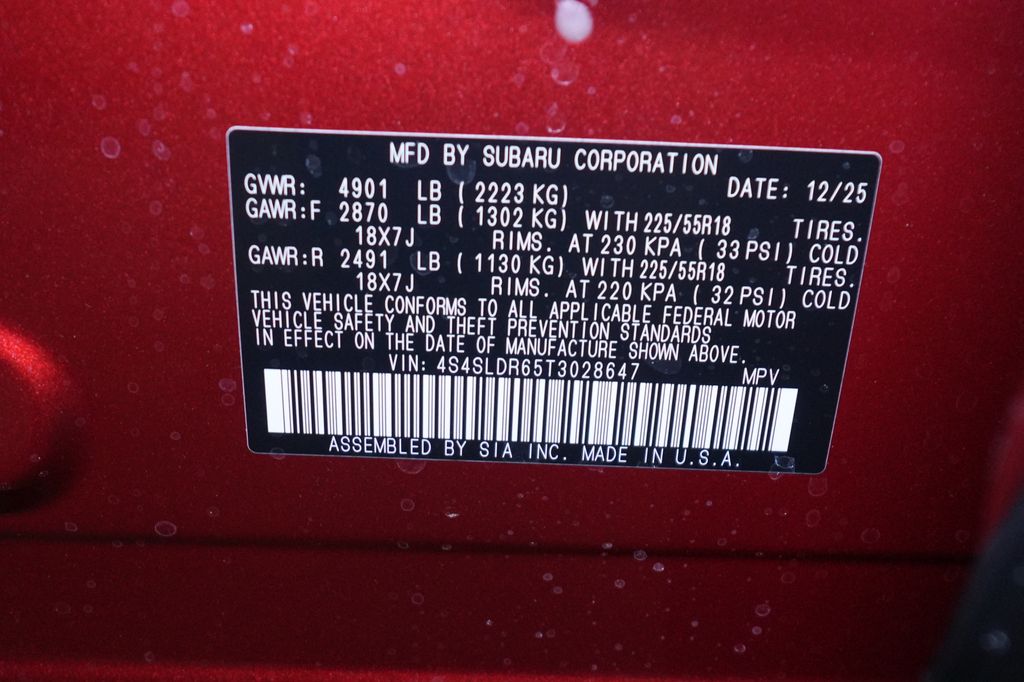 MFD BY SUBARU CORPORATION
GVWR: 4901 LB ( 2223 KG) DATE: 12/25
GAWR:F 2870 LB ( 1302 KG) WITH 225/55R18 TIRES.
18X7J RIMS. AT 230 KPA ( 33 PSI) COLD
GAWR:R 2491 LB ( 1130 KG) WITH 225/55R18 TIRES.
18X7J RIMS. AT 220 KPA ( 32 PSI) COLD
THIS VEHICLE CONFORMS TO ALL APPLICABLE FEDERAL MOTOR
VEHICLE SAFETY AND THEFT PREVENTION STANDARDS
IN EFFECT ON THE DATE OF MANUFACTURE SHOWN ABOVE.
VIN: 4S4SLDR65T3028647 MPV
ASSEMBLED BY SIA INC. MADE IN U.S.A.